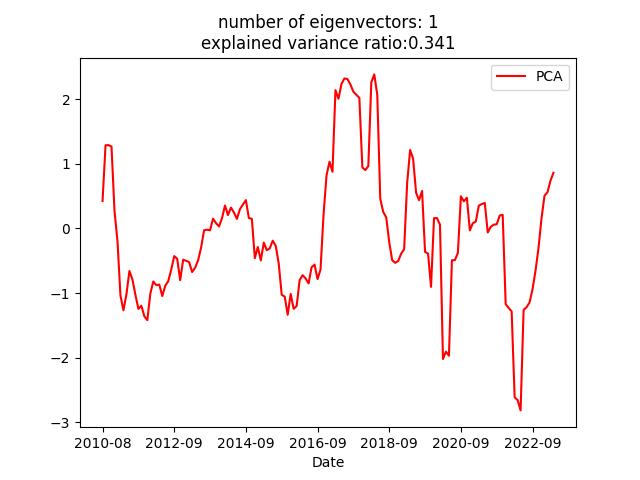 number of eigenvectors: 1
explained variance ratio:0.341
PCA
2
1
0
−1
−2
−3
2010-08 2012-09 2014-09 2016-09 2018-09 2020-09 2022-09
Date